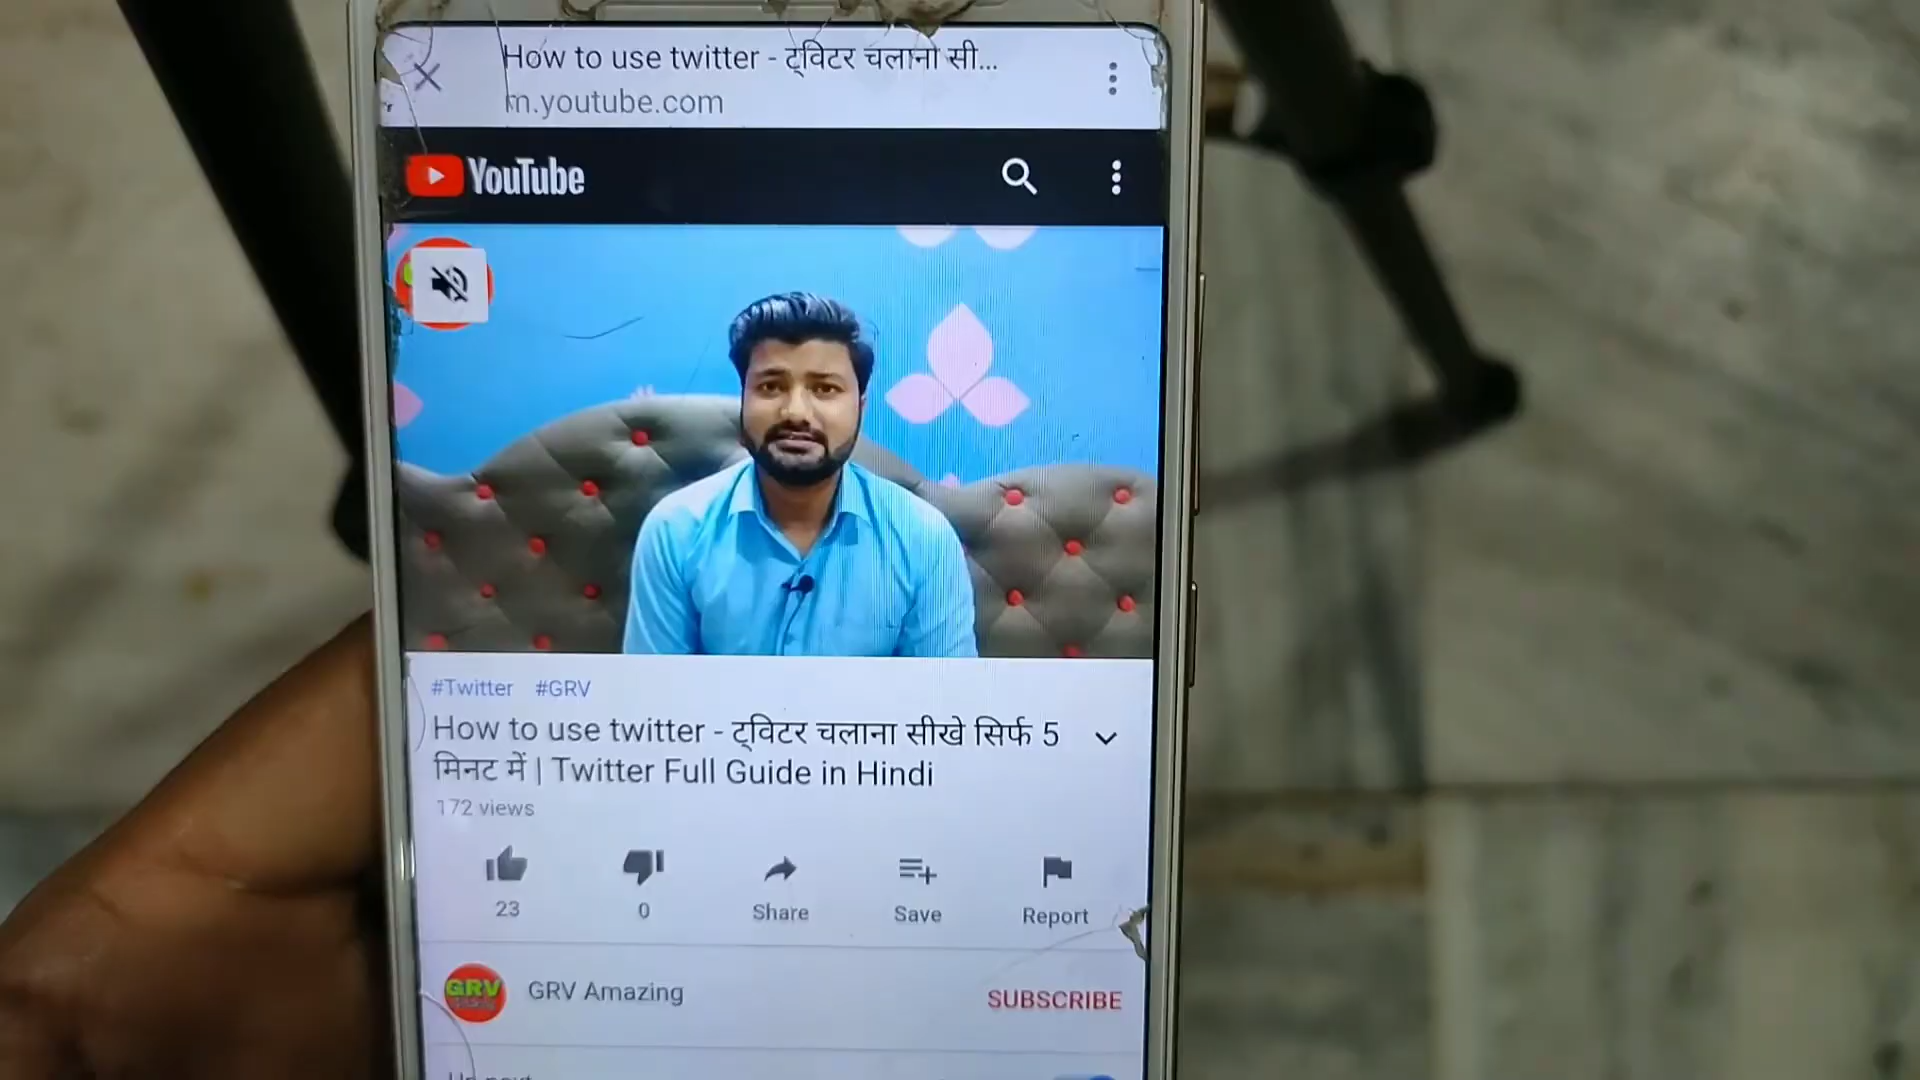 How to use twitter - ट्विटर चलाना सी...
m.youtube.com
YouTube
#Twitter #GRV
How to use twitter - ट्विटर चलाना सीखे सिर्फ 5
मिनट में | Twitter Full Guide in Hindi
172 views
23
0
Share
Save
Report
GRV
GRV Amazing
SUBSCRIBE